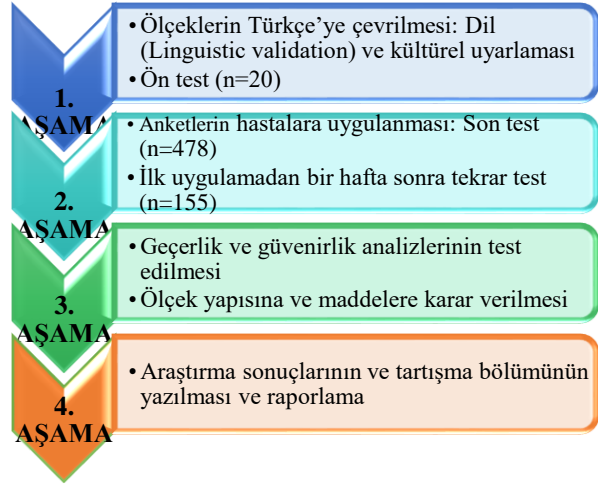 1.
AŞAMA
• Ölçeklerin Türkçe’ye çevrilmesi: Dil
(Linguistic validation) ve kültürel uyarlaması
• Ön test (n=20)
2.
AŞAMA
• Anketlerin hastalara uygulanması: Son test
(n=478)
• İlk uygulamadan bir hafta sonra tekrar test
(n=155)
3.
AŞAMA
• Geçerlik ve güvenirlik analizlerinin test
edilmesi
• Ölçek yapısına ve maddelere karar verilmesi
4.
AŞAMA
• Araştırma sonuçlarının ve tartışma bölümünün
yazılması ve raporlama